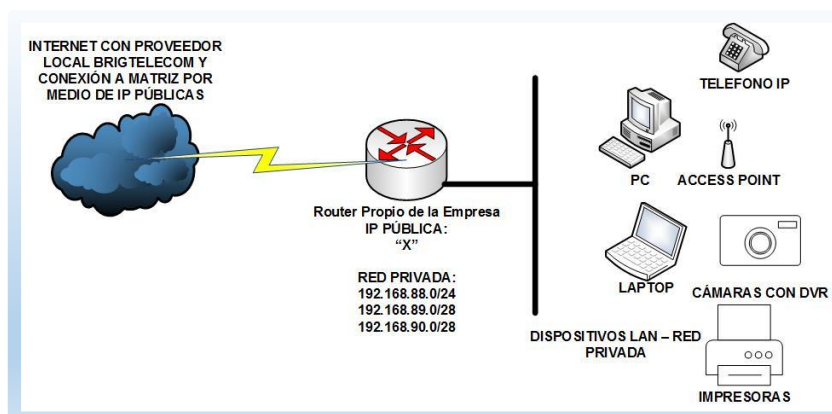 INTERNET CON PROVEEDOR
LOCAL BRIGTELECOM Y
CONEXIÓN A MATRIZ POR
MEDIO DE IP PÚBLICAS
TELEFONO IP
PC
ACCESS POINT
Router Propio de la Empresa
IP PÚBLICA:
“X”
RED PRIVADA:
192.168.88.0/24
192.168.89.0/28
192.168.90.0/28
LAPTOP
CÁMARAS CON DVR
DISPOSITIVOS LAN – RED
PRIVADA
IMPRESORAS